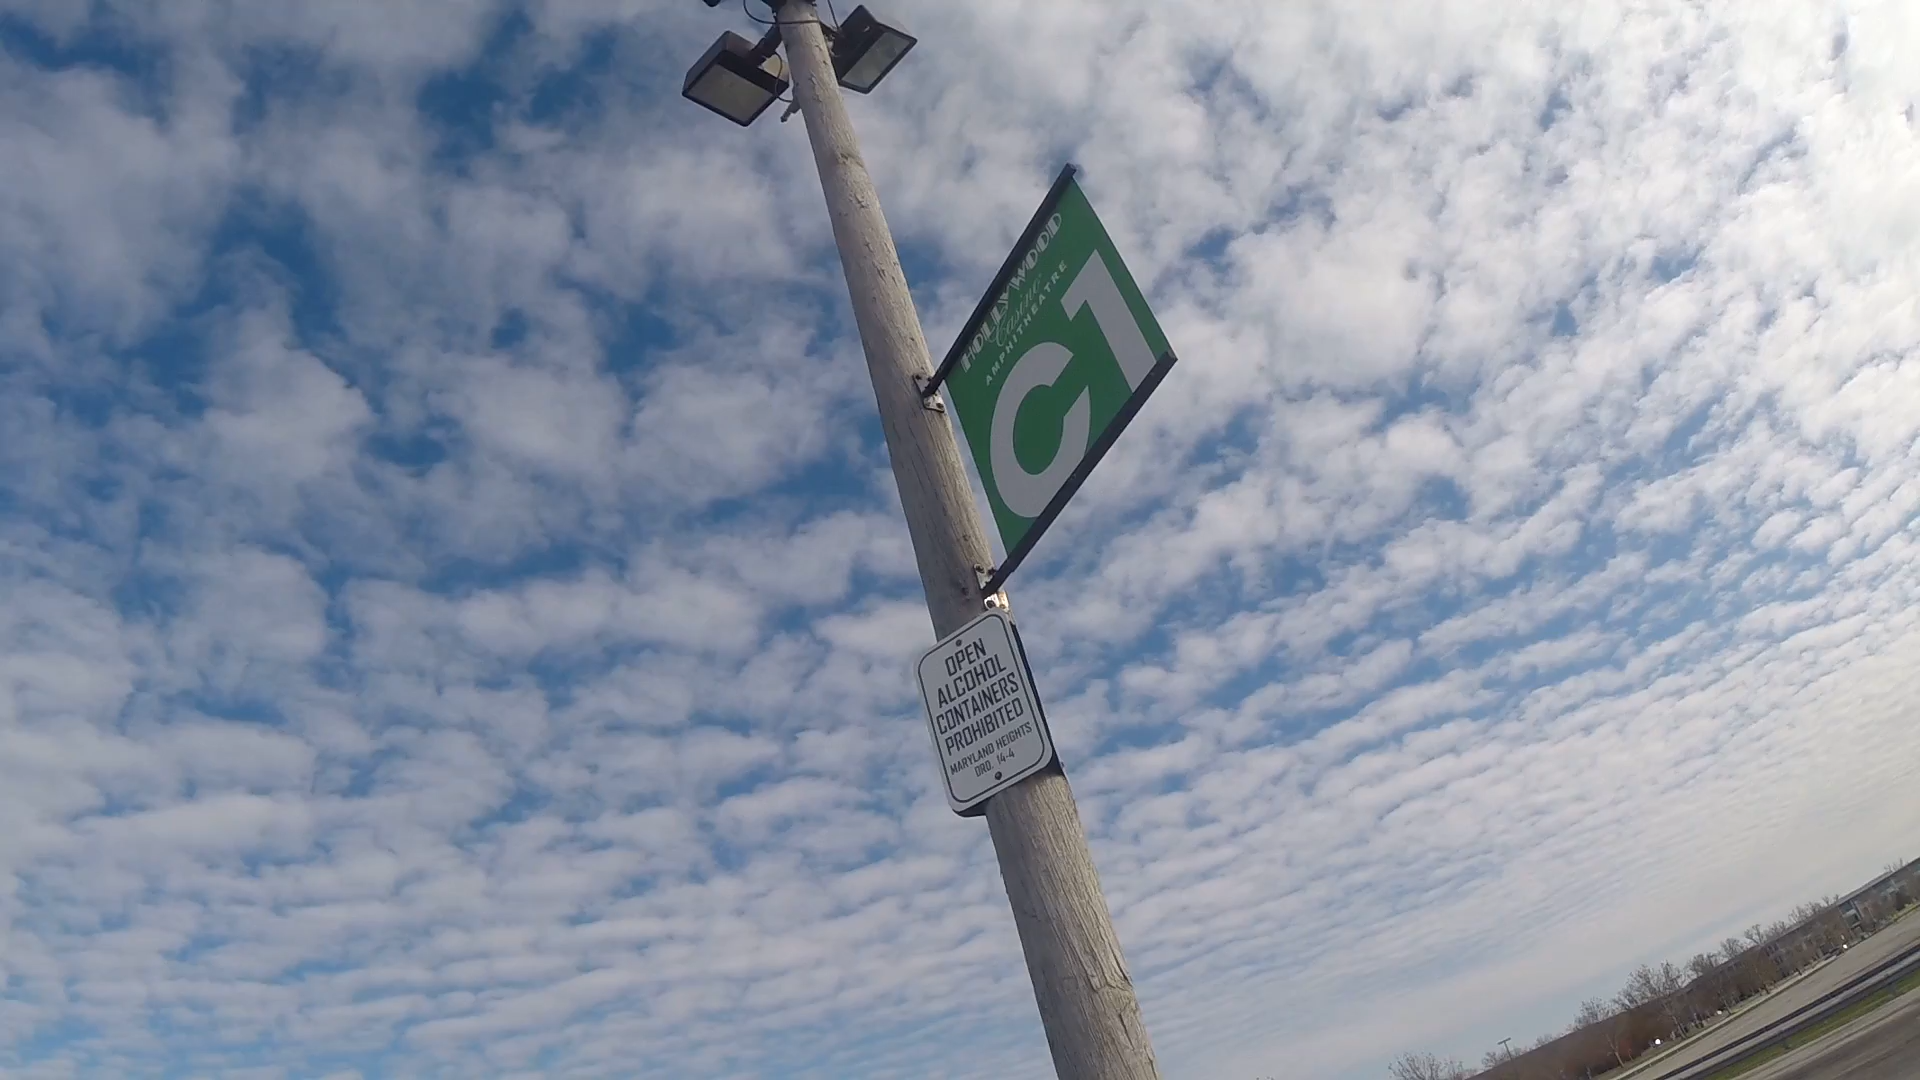 HOLLYWOOD
Casino
AMPHITHEATRE
C1
OPEN
ALCOHOL
CONTAINERS
PROHIBITED
MARYLAND HEIGHTS
ORD. 14-4